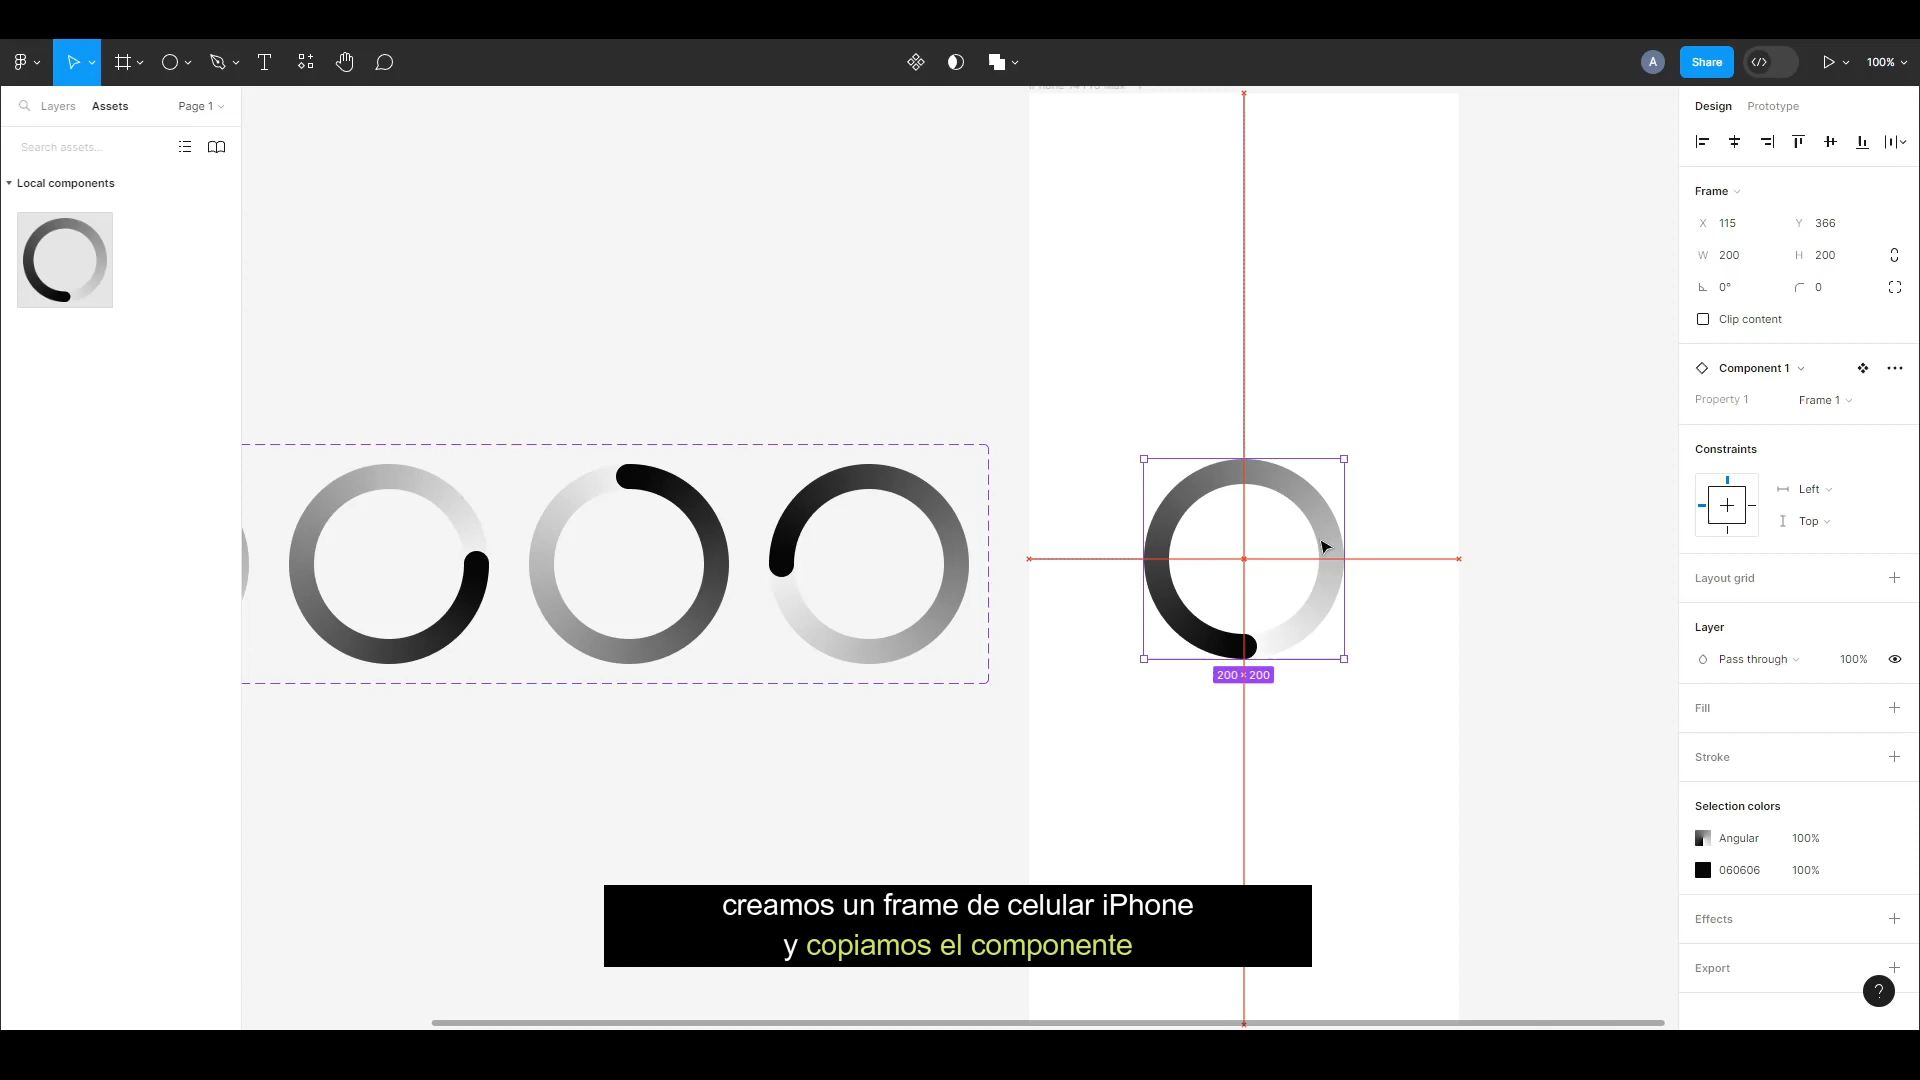 A
Share
100%
Layers
Assets
Page 1
Design
Prototype
Search assets...
Local components
Frame
X 115
Y 366
W 200
H 200
0°
0
Clip content
Component 1
Property 1
Frame 1
Constraints
Left
Top
Layout grid
Layer
Pass through
100%
Fill
Stroke
Selection colors
Angular
100%
060606
100%
Effects
Export
?
200 × 200
creamos un frame de celular iPhone
y copiamos el componente